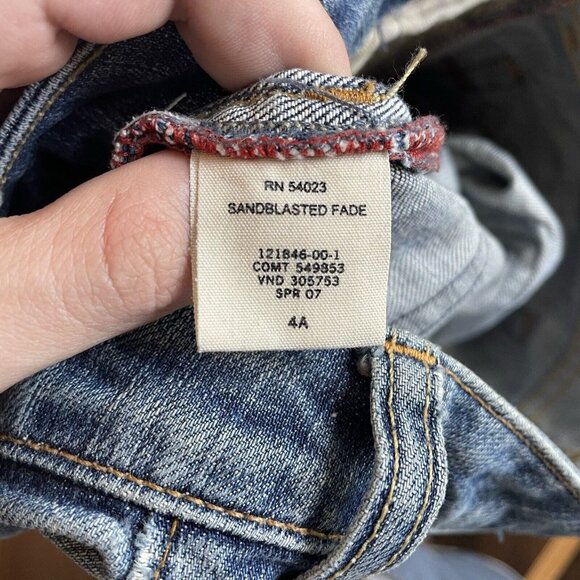 RN 54023
SANDBLASTED FADE
121846-00-1
COMT 549853
VND 305753
SPR 07
4A